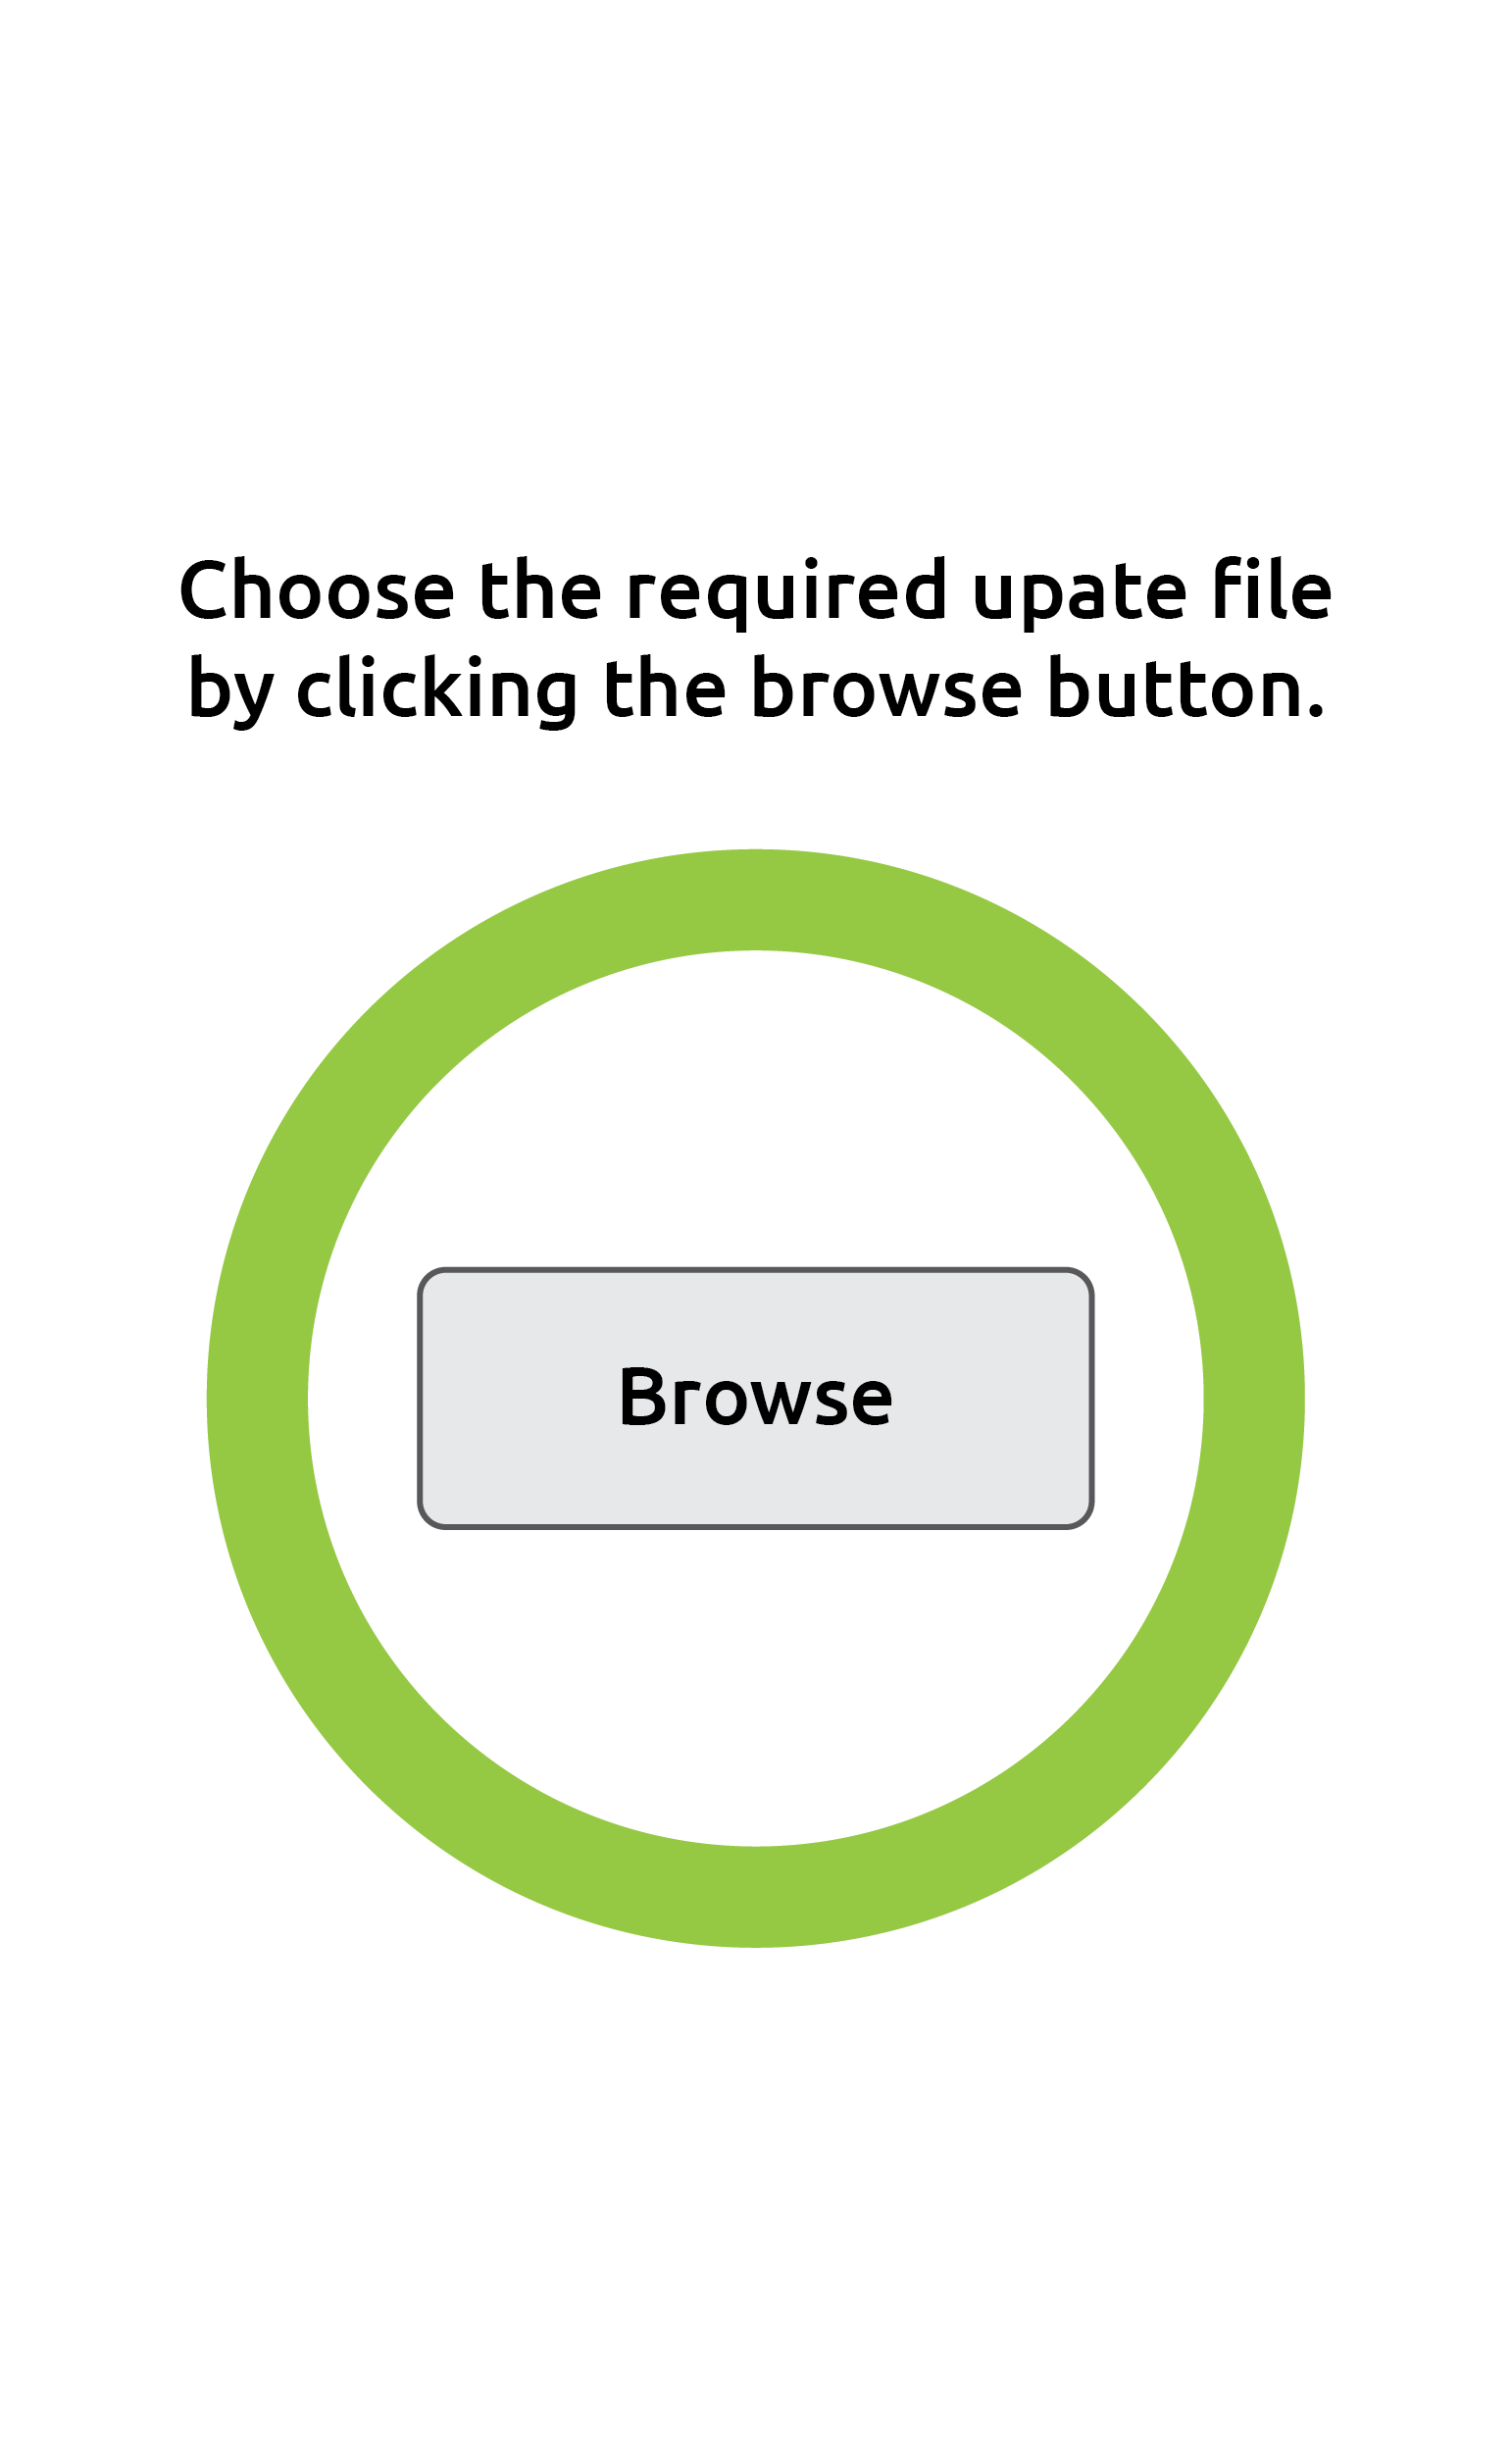 Choose the required upate file
by clicking the browse button.
Browse